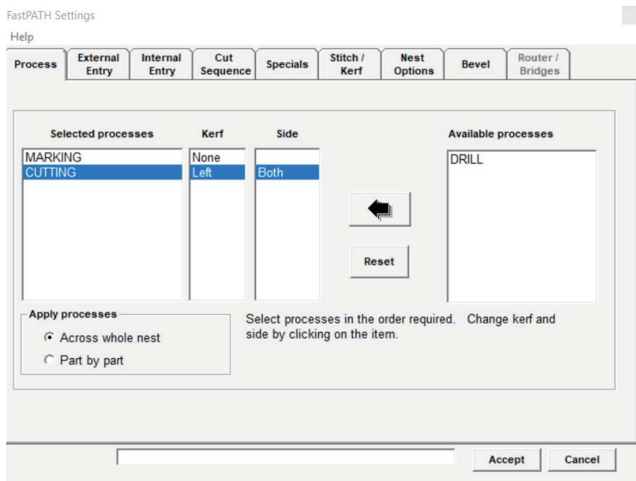 FastPATH Settings
Help
Process
External Entry
Internal Entry
Cut Sequence
Specials
Stitch / Kerf
Nest Options
Bevel
Router / Bridges
Selected processes Kerf Side Available processes
MARKING None DRILL
CUTTING Left Both
Reset
Apply processes
Across whole nest
Part by part
Select processes in the order required. Change kerf and
side by clicking on the item.
Accept Cancel